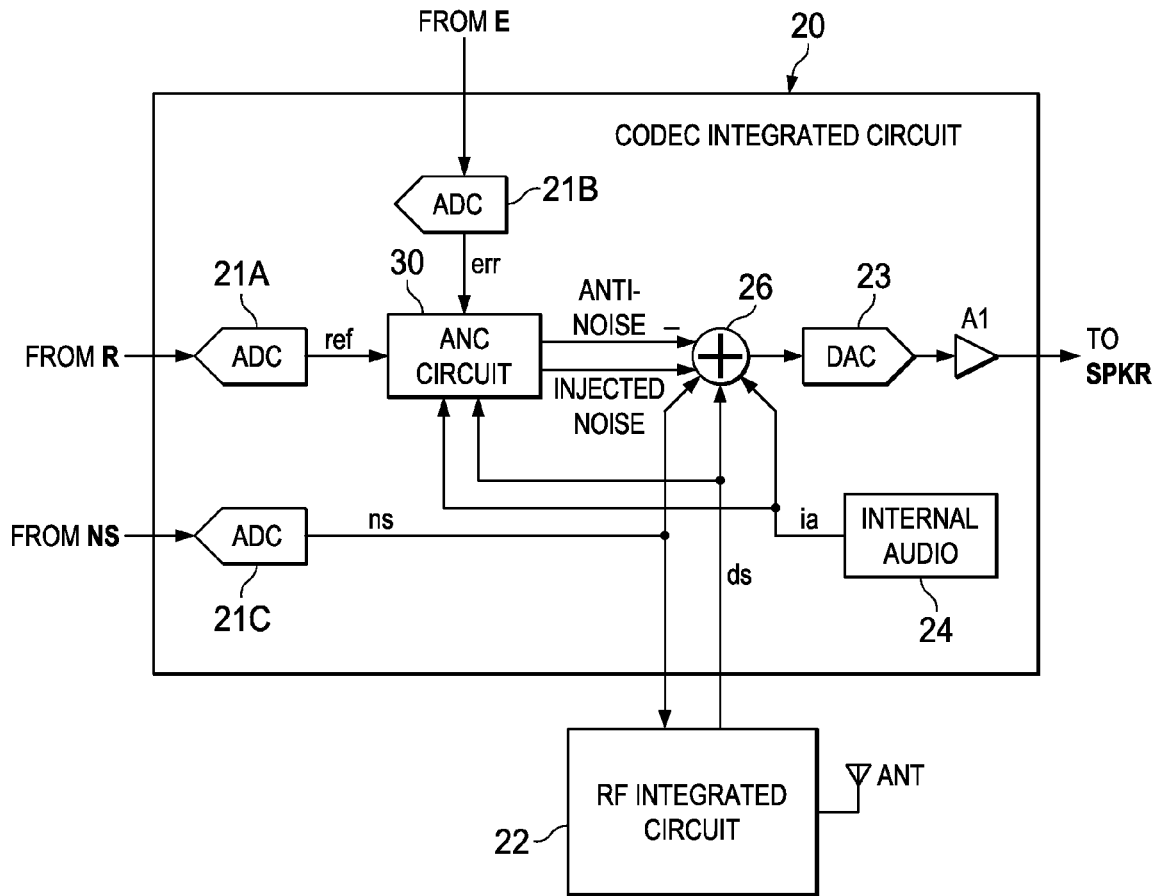 FROM E
20
CODEC INTEGRATED CIRCUIT
ADC
21B
err
21A
30
ANTI-
NOISE
–
26
23
A1
FROM R
ADC
ref
ANC
CIRCUIT
INJECTED
NOISE
DAC
TO
SPKR
FROM NS
ADC
ns
21C
ia
INTERNAL
AUDIO
24
ds
RF INTEGRATED
CIRCUIT
22
ANT